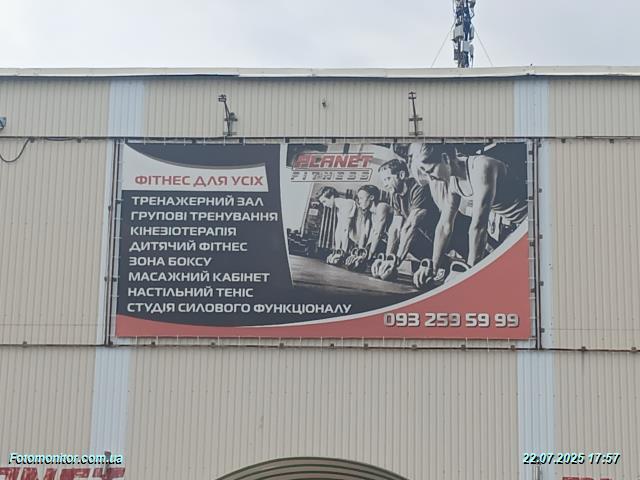 PLANET
FITNESS
ФІТНЕС ДЛЯ УСІХ
ТРЕНАЖЕРНИЙ ЗАЛ
ГРУПОВІ ТРЕНУВАННЯ
КІНЕЗІОТЕРАПІЯ
ДИТЯЧИЙ ФІТНЕС
ЗОНА БОКСУ
МАСАЖНИЙ КАБІНЕТ
НАСТІЛЬНИЙ ТЕНІС
СТУДІЯ СИЛОВОГО ФУНКЦІОНАЛУ
093 259 59 99
Fotomonitor.com.ua
22.07.2025 17:57